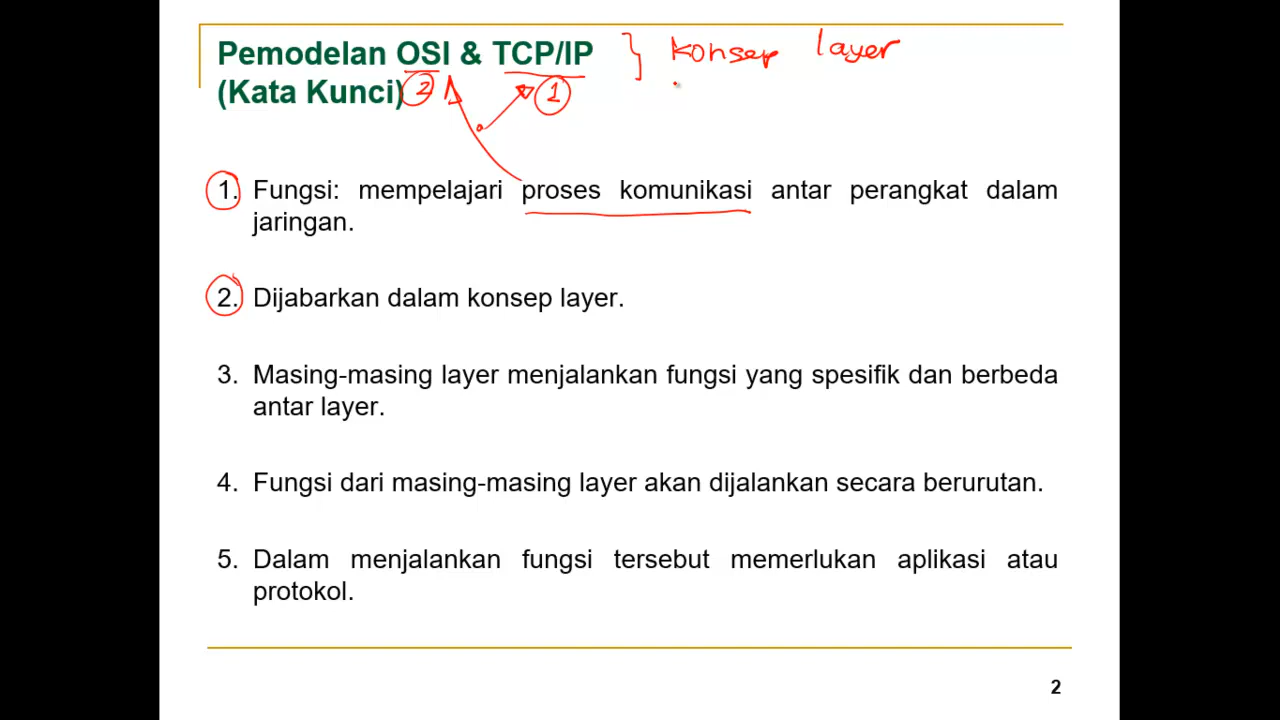 Pemodelan OSI & TCP/IP } konsep layer
(Kata Kunci) 2 1
1. Fungsi: mempelajari proses komunikasi antar perangkat dalam
jaringan.
2. Dijabarkan dalam konsep layer.
3. Masing-masing layer menjalankan fungsi yang spesifik dan berbeda
antar layer.
4. Fungsi dari masing-masing layer akan dijalankan secara berurutan.
5. Dalam menjalankan fungsi tersebut memerlukan aplikasi atau
protokol.
2